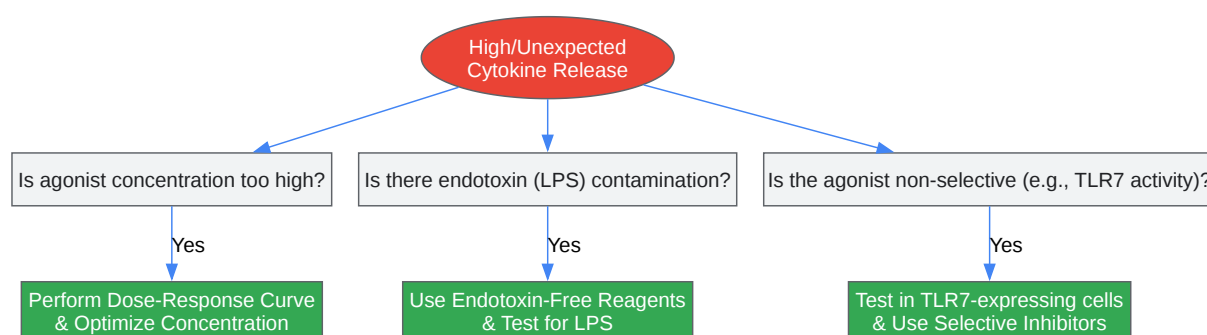 High/Unexpected
Cytokine Release
Is agonist concentration too high?
Is there endotoxin (LPS) contamination?
Is the agonist non-selective (e.g., TLR7 activity)?
Yes
Yes
Yes
Perform Dose-Response Curve
& Optimize Concentration
Use Endotoxin-Free Reagents
& Test for LPS
Test in TLR7-expressing cells
& Use Selective Inhibitors